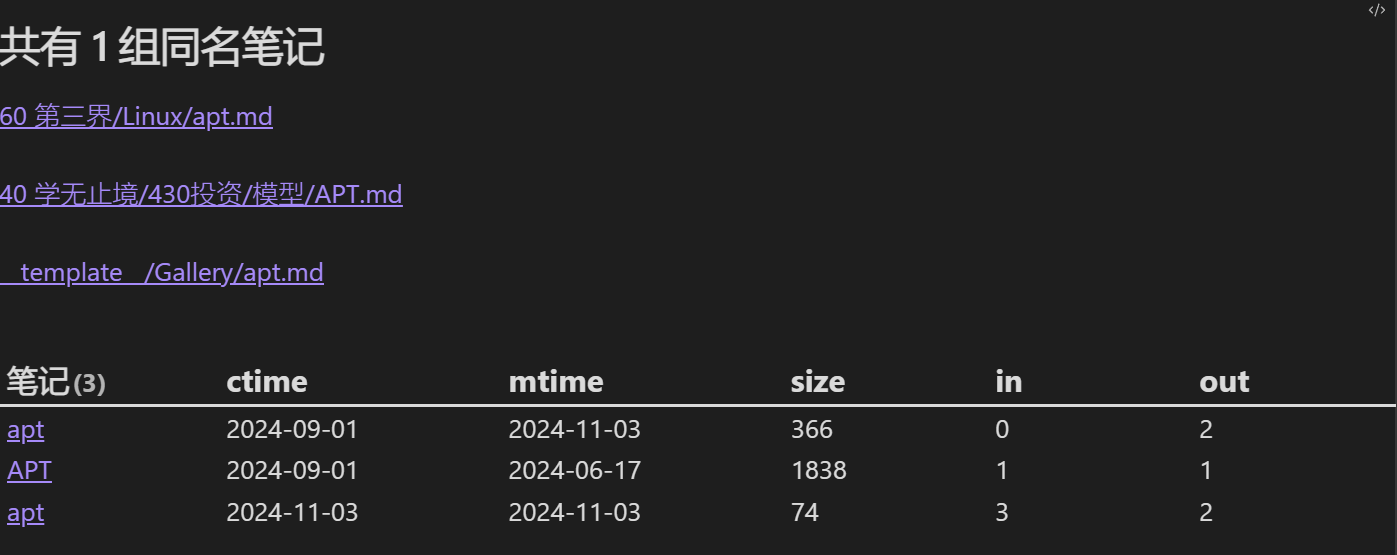 </>
共有 1 组同名笔记
60 第三界/Linux/apt.md
40 学无止境/430投资/模型/APT.md
__template__/Gallery/apt.md
笔记(3) ctime mtime size in out
apt 2024-09-01 2024-11-03 366 0 2
APT 2024-09-01 2024-06-17 1838 1 1
apt 2024-11-03 2024-11-03 74 3 2